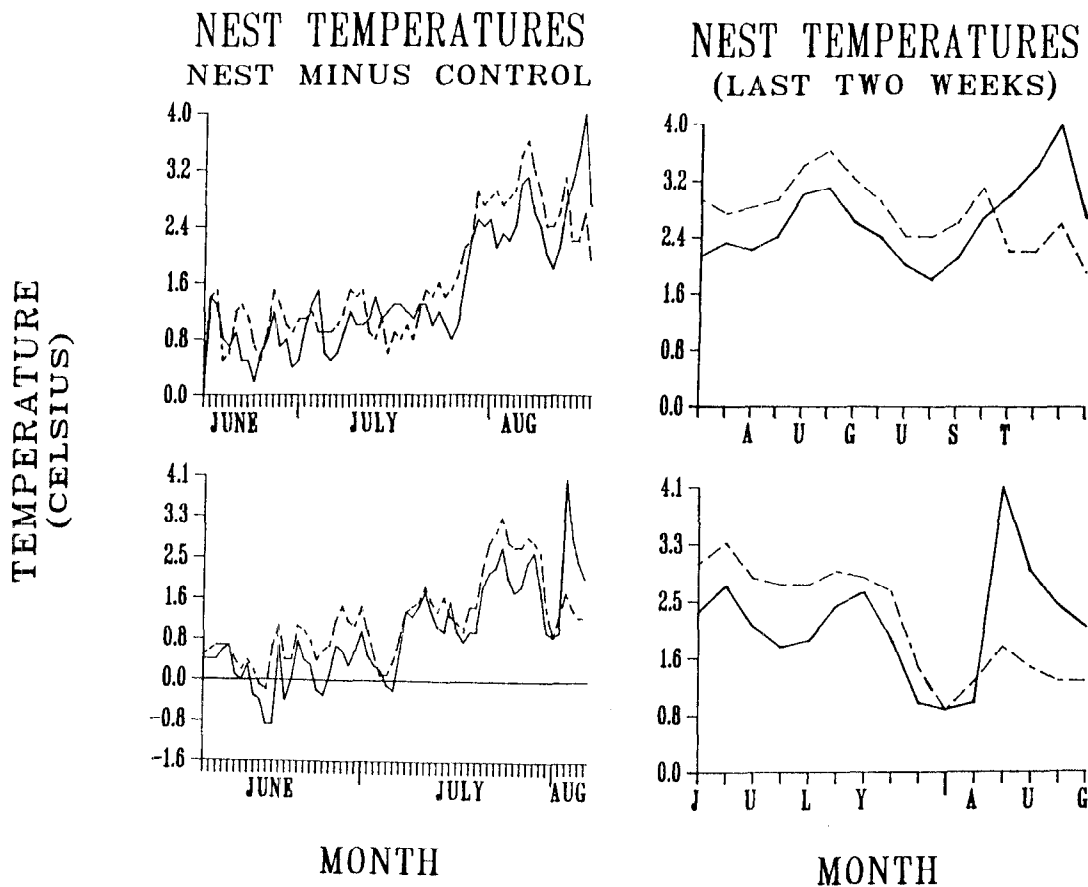 NEST TEMPERATURES
NEST MINUS CONTROL
NEST TEMPERATURES
(LAST TWO WEEKS)
TEMPERATURE
(CELSIUS)
4.0
3.2
2.4
1.6
0.8
0.0
JUNE JULY AUG
4.0
3.2
2.4
1.6
0.8
0.0
A U G U S T
4.1
3.3
2.5
1.6
0.8
0.0
-0.8
-1.6
JUNE JULY AUG
4.1
3.3
2.5
1.6
0.8
0.0
J U L Y A U G
MONTH
MONTH